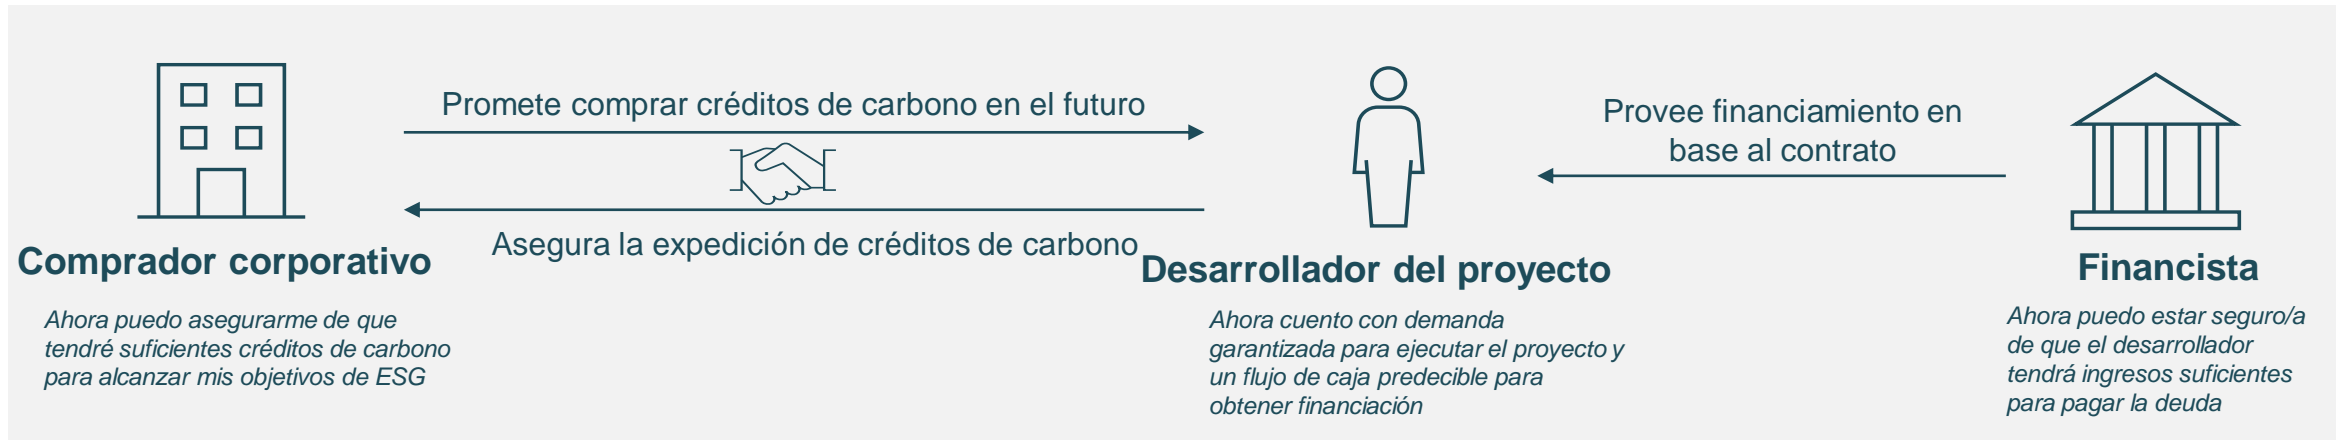 Promete comprar créditos de carbono en el futuro
Asegura la expedición de créditos de carbono
Provee financiamiento en
base al contrato
Comprador corporativo
Ahora puedo asegurarme de que
tendré suficientes créditos de carbono
para alcanzar mis objetivos de ESG
Desarrollador del proyecto
Ahora cuento con demanda
garantizada para ejecutar el proyecto y
un flujo de caja predecible para
obtener financiación
Financista
Ahora puedo estar seguro/a
de que el desarrollador
tendrá ingresos suficientes
para pagar la deuda